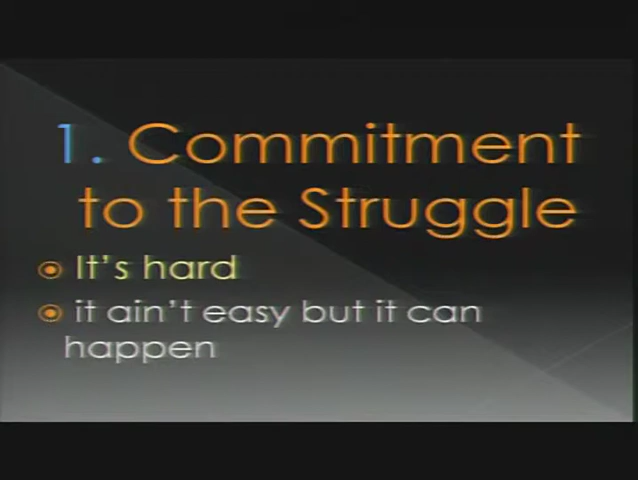 1. Commitment
to the Struggle
It's hard
it ain't easy but it can
happen